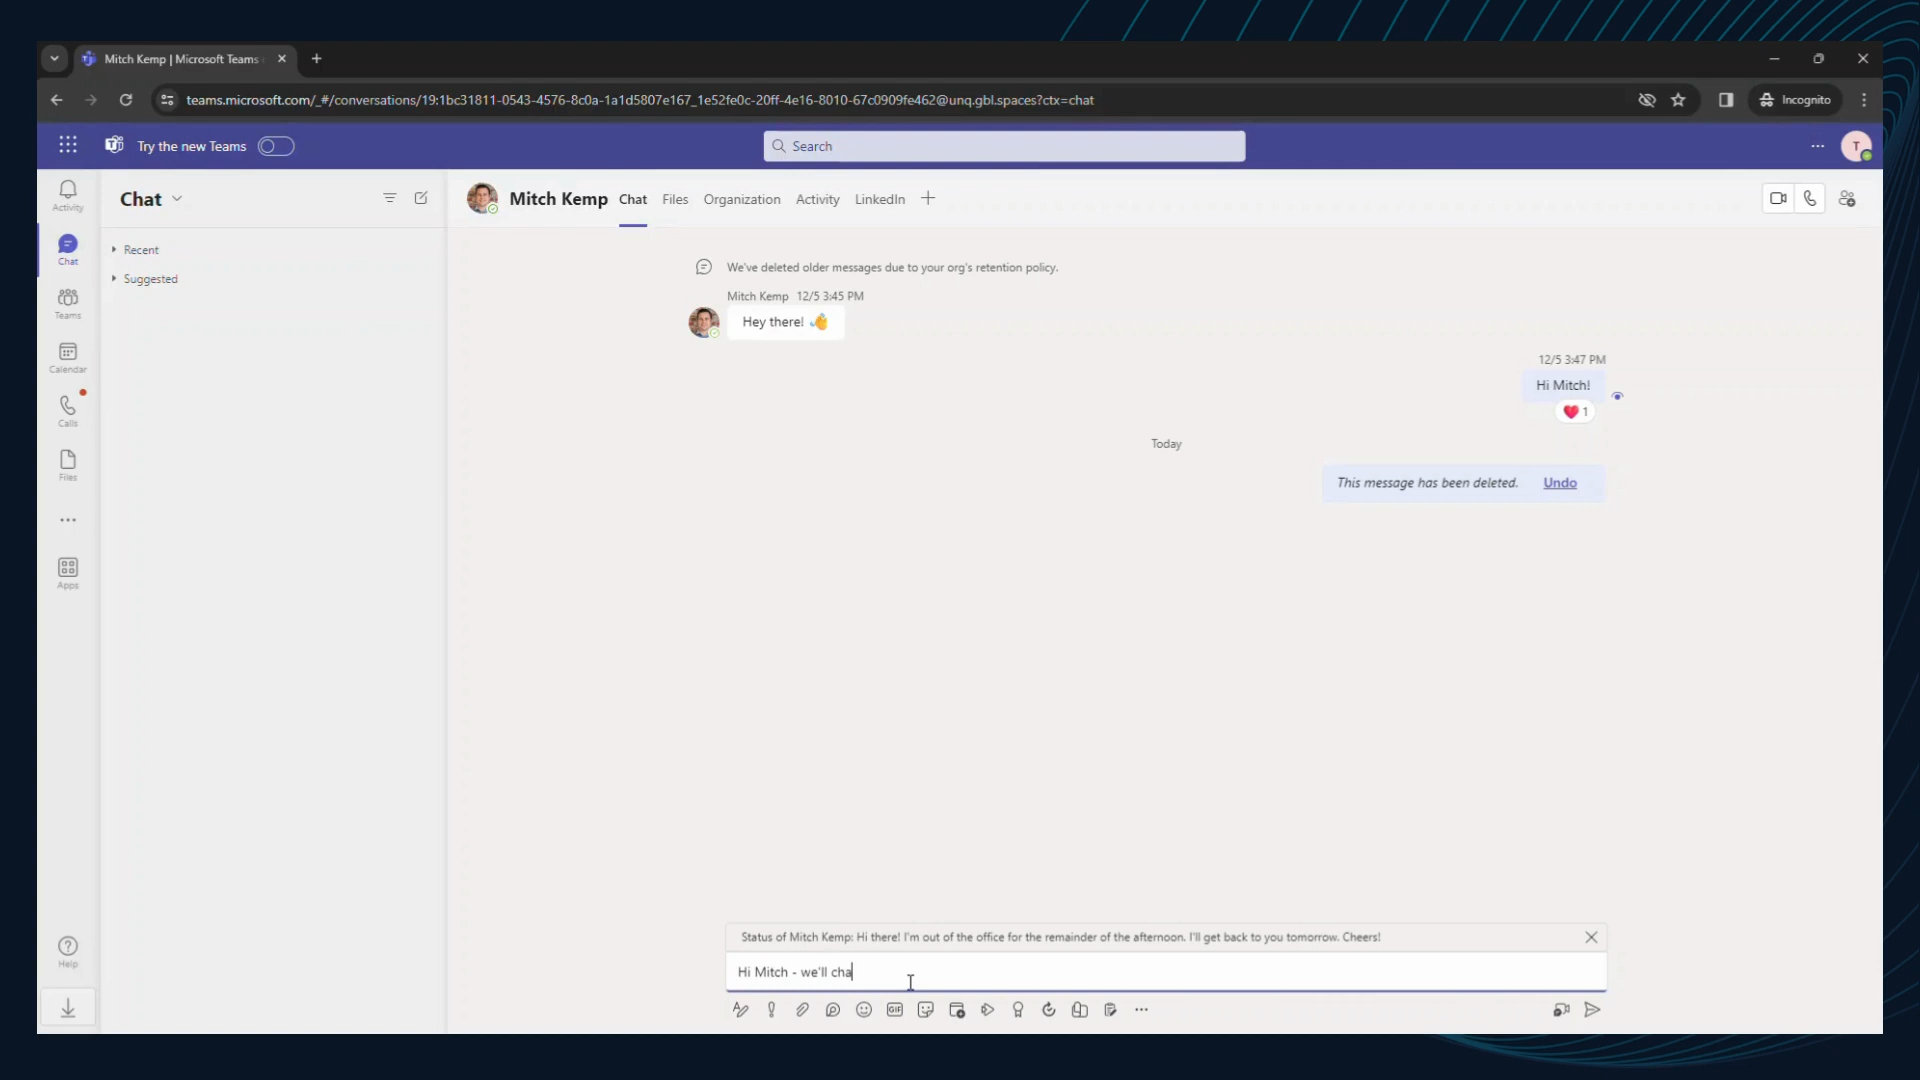 Mitch Kemp | Microsoft Teams
teams.microsoft.com/_#/conversations/19:1bc31811-0543-4576-8c0a-1a1d5807e167_1e52fe0c-20ff-4e16-8010-67c0909fe462@unq.gbl.spaces?ctx=chat
Incognito
Try the new Teams
Search
T
Activity
Chat
Teams
Calendar
Calls
Files
Apps
Help
Chat
Recent
Suggested
Mitch Kemp Chat Files Organization Activity LinkedIn
We've deleted older messages due to your org's retention policy.
Mitch Kemp 12/5 3:45 PM
Hey there!
12/5 3:47 PM
Hi Mitch!
1
Today
This message has been deleted. Undo
Status of Mitch Kemp: Hi there! I'm out of the office for the remainder of the afternoon. I'll get back to you tomorrow. Cheers!
Hi Mitch - we'll cha
GIF